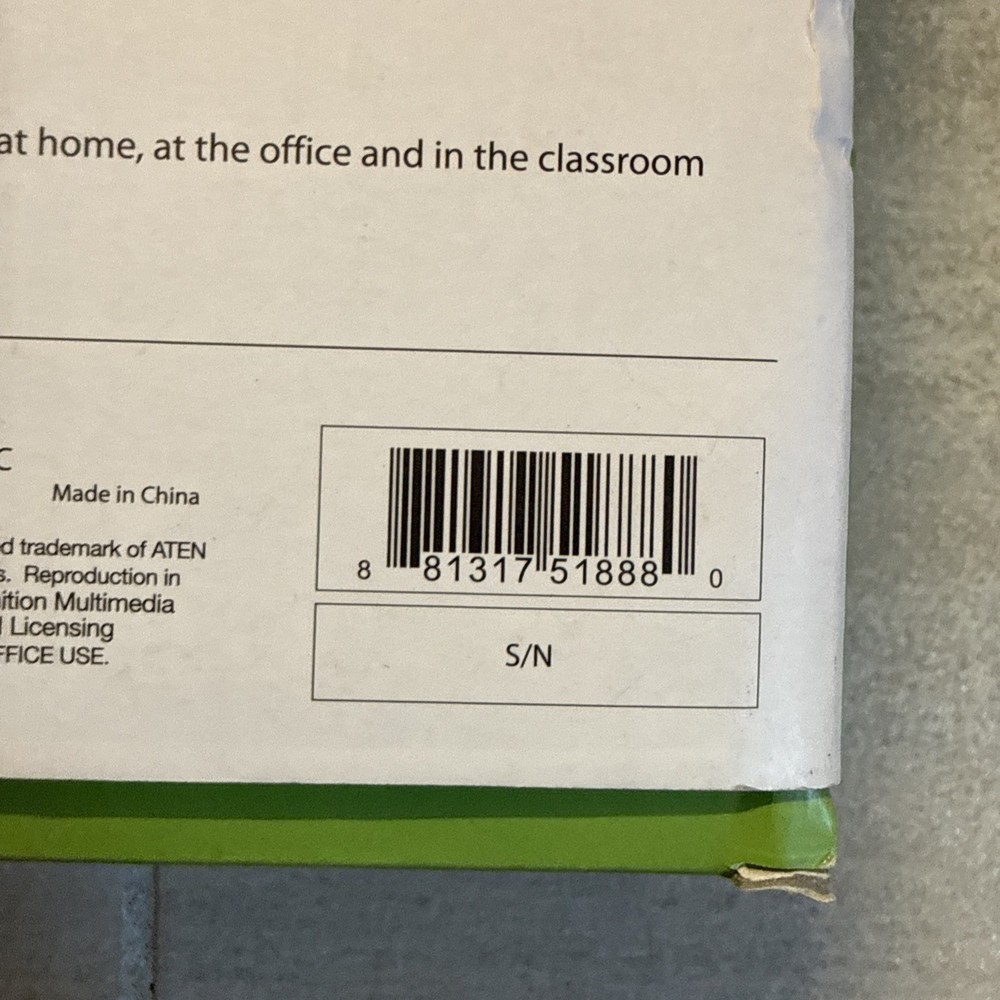 at home, at the office and in the classroom
C
Made in China
d trademark of ATEN
s. Reproduction in
ition Multimedia
l Licensing
FFICE USE.
8 81317 51888 0
S/N